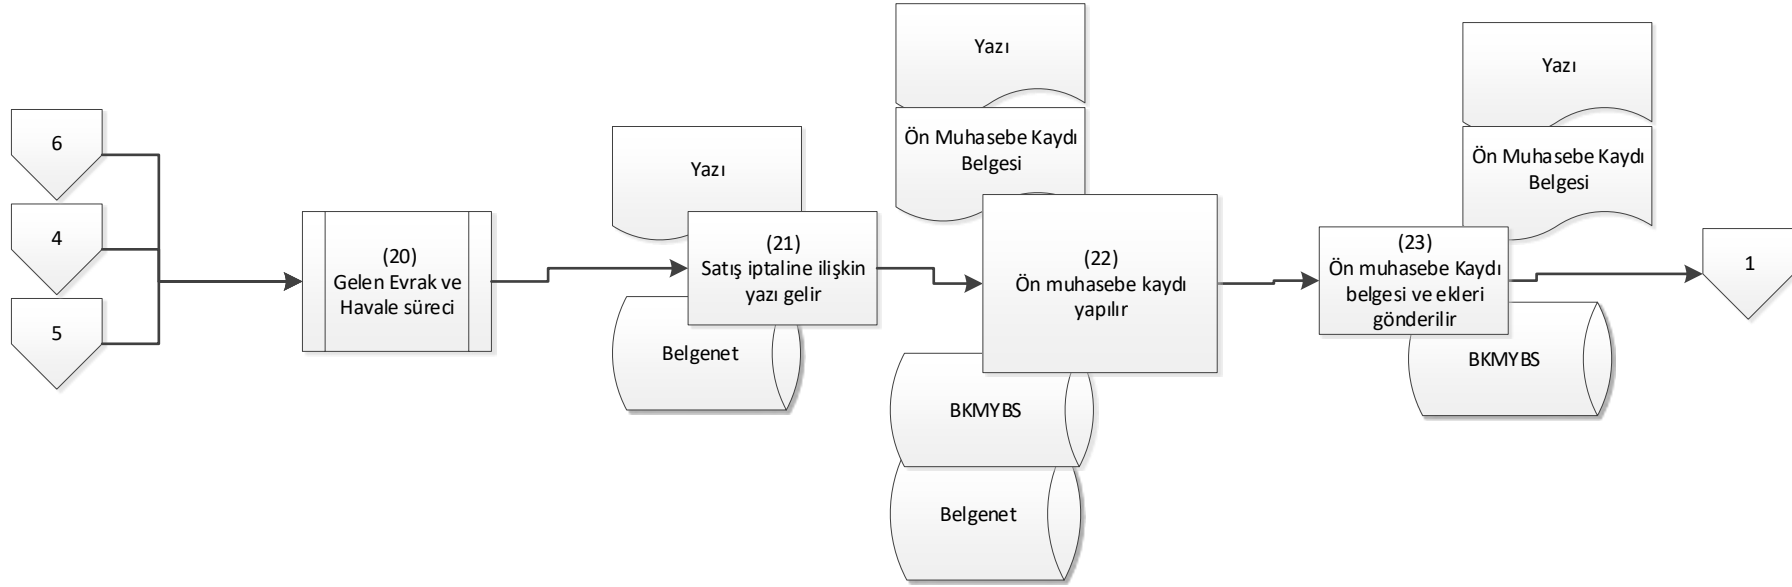 6
4
5
(20)
Gelen Evrak ve
Havale süreci
Yazı
(21)
Satış iptaline ilişkin
yazı gelir
Belgenet
Yazı
Ön Muhasebe Kaydı
Belgesi
(22)
Ön muhasebe kaydı
yapılır
BKMYBS
Belgenet
Yazı
Ön Muhasebe Kaydı
Belgesi
(23)
Ön muhasebe Kaydı
belgesi ve ekleri
gönderilir
BKMYBS
1